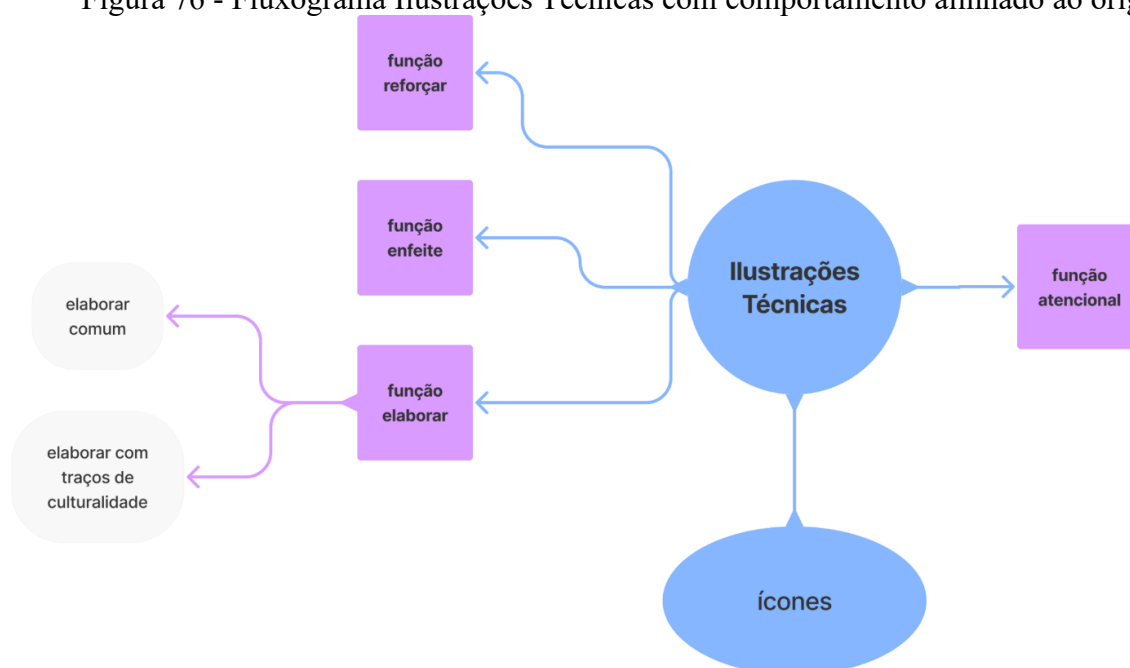 Figura 76 - Fluxograma Ilustrações Técnicas com comportamento alinhado ao
função
reforçar
função
enfeite
Ilustrações
Técnicas
função
atencional
elaborar
comum
função
elaborar
elaborar com
traços de
culturalidade
ícones